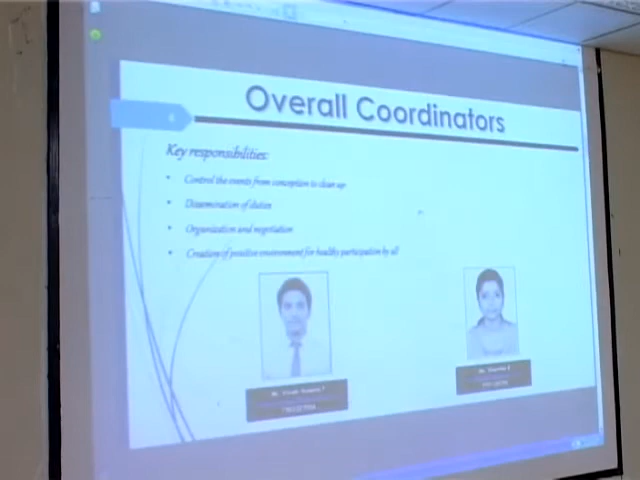 Overall Coordinators
Key responsibilities:
• Control the events from conception to clean up
• Dissemination of duties
• Organization and negotiation
• Creation of positive environment for healthy participation by all